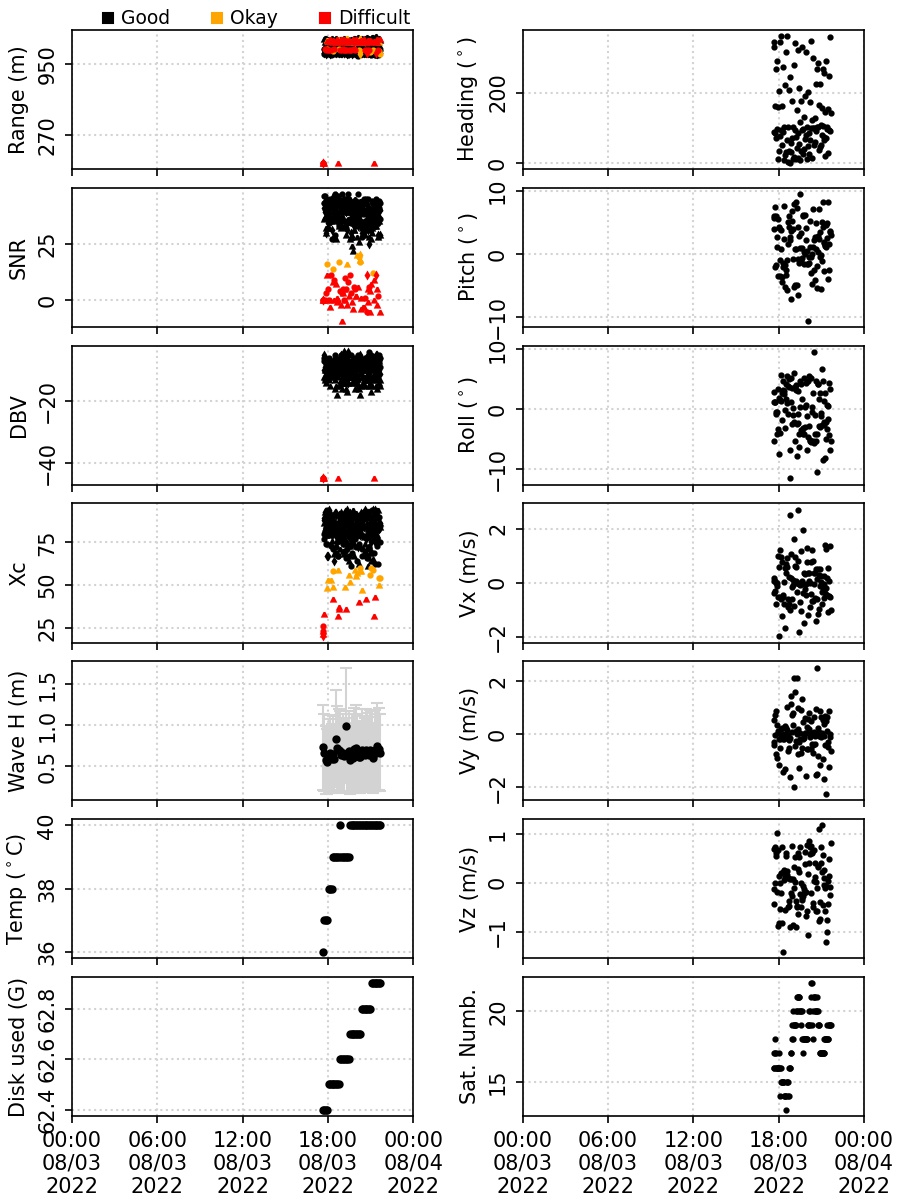 Good Okay Difficult
Range (m)
950
270
Heading (°)
200
0
SNR
25
0
Pitch (°)
10
0
−10
DBV
−20
−40
Roll (°)
10
0
−10
Xc
75
50
25
Vx (m/s)
2
0
−2
Wave H (m)
1.5
1.0
0.5
Vy (m/s)
2
0
−2
Temp (°C)
40
38
36
Vz (m/s)
1
0
−1
Disk used (G)
62.8
62.6
62.4
Sat. Numb.
20
15
00:00 06:00 12:00 18:00 00:00
08/03 08/03 08/03 08/03 08/04
2022 2022 2022 2022 2022
00:00 06:00 12:00 18:00 00:00
08/03 08/03 08/03 08/03 08/04
2022 2022 2022 2022 2022